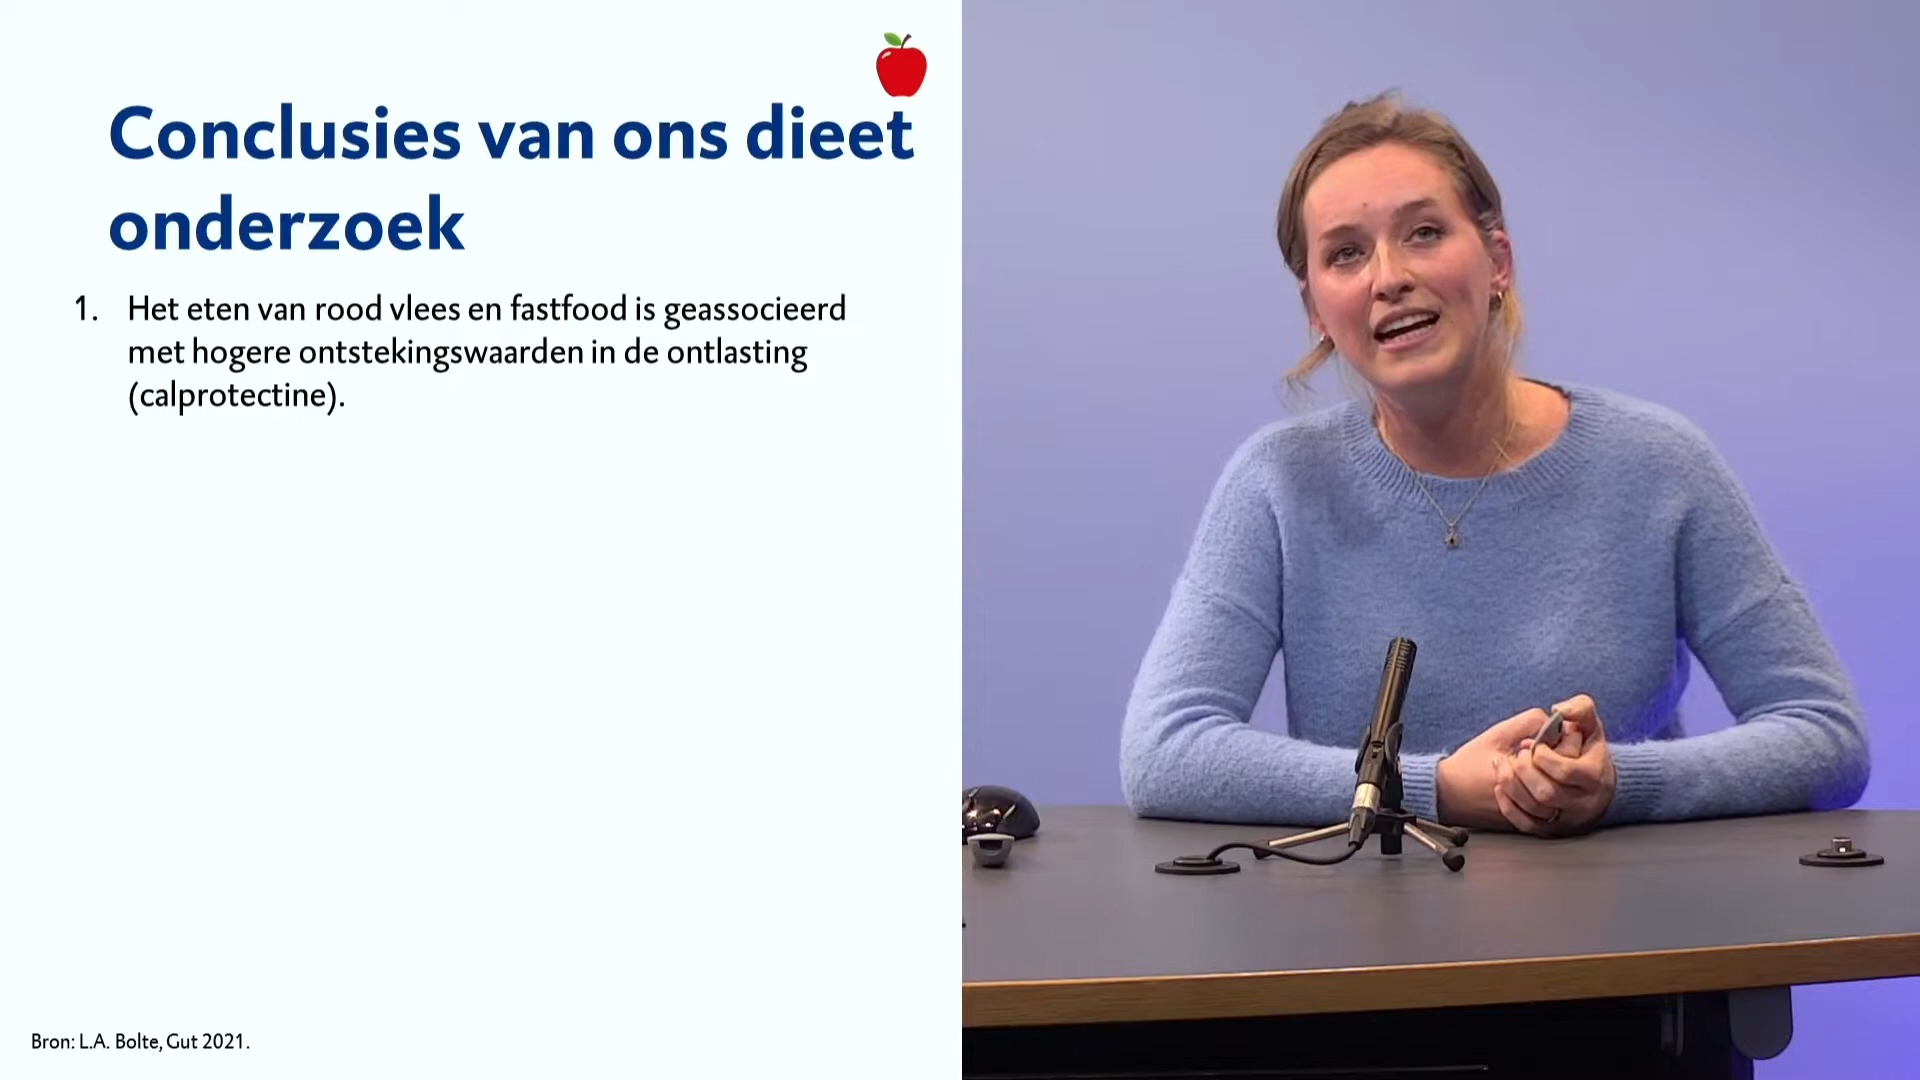 Conclusies van ons dieet
onderzoek
1. Het eten van rood vlees en fastfood is geassocieerd
met hogere ontstekingswaarden in de ontlasting
(calprotectine).
Bron: L.A. Bolte, Gut 2021.